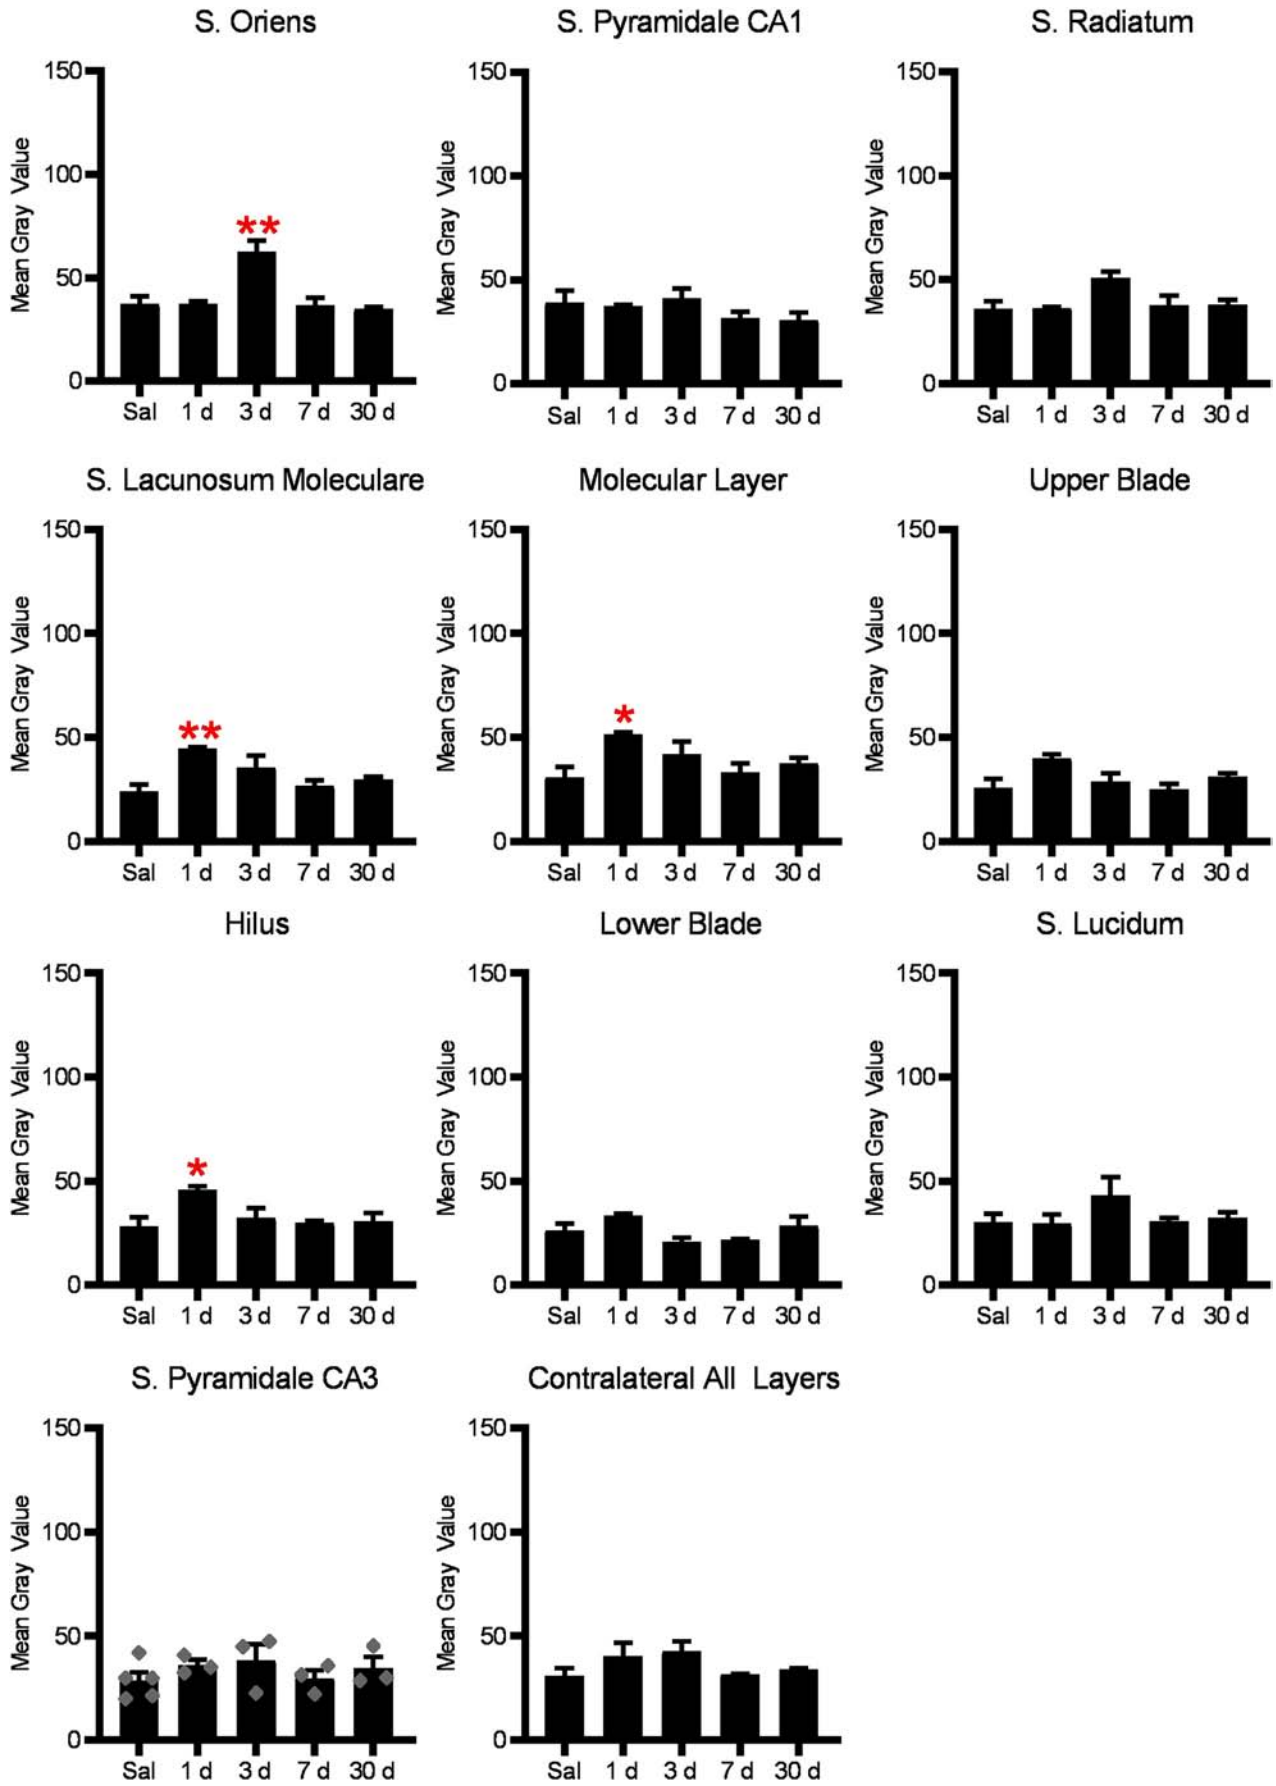 S. Oriens
S. Pyramidale CA1
S. Radiatum
Mean Gray Value
150
100
50
0
Sal 1 d 3 d 7 d 30 d
**
Mean Gray Value
150
100
50
0
Sal 1 d 3 d 7 d 30 d
Mean Gray Value
150
100
50
0
Sal 1 d 3 d 7 d 30 d
S. Lacunosum Moleculare
Molecular Layer
Upper Blade
Mean Gray Value
150
100
50
0
Sal 1 d 3 d 7 d 30 d
**
Mean Gray Value
150
100
50
0
Sal 1 d 3 d 7 d 30 d
*
Mean Gray Value
150
100
50
0
Sal 1 d 3 d 7 d 30 d
Hilus
Lower Blade
S. Lucidum
Mean Gray Value
150
100
50
0
Sal 1 d 3 d 7 d 30 d
*
Mean Gray Value
150
100
50
0
Sal 1 d 3 d 7 d 30 d
Mean Gray Value
150
100
50
0
Sal 1 d 3 d 7 d 30 d
S. Pyramidale CA3
Contralateral All Layers
Mean Gray Value
150
100
50
0
Sal 1 d 3 d 7 d 30 d
Mean Gray Value
150
100
50
0
Sal 1 d 3 d 7 d 30 d